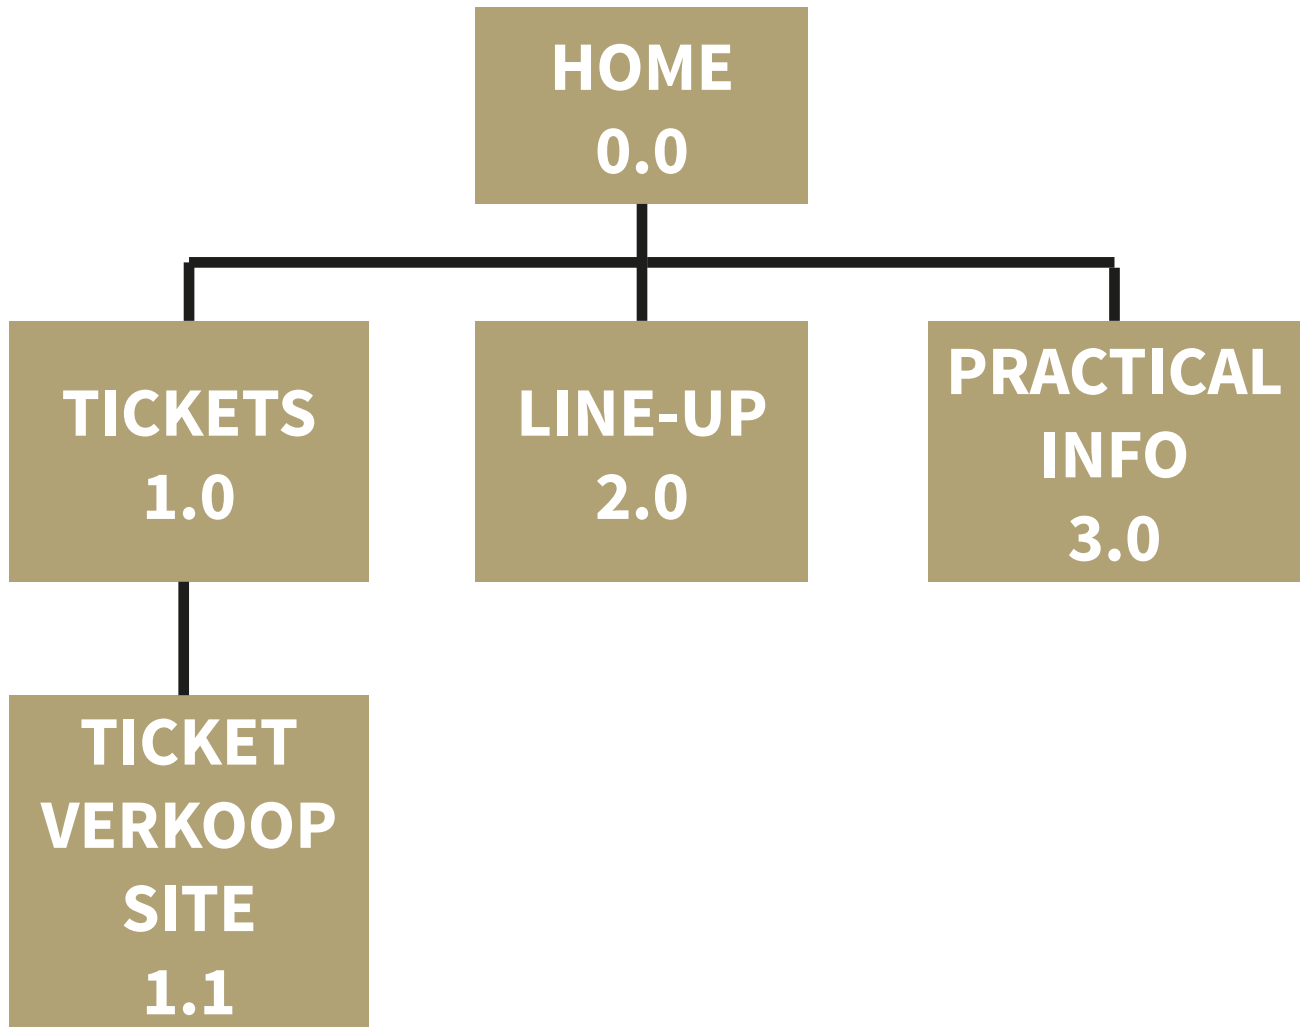 HOME
0.0
TICKETS
1.0
LINE-UP
2.0
PRACTICAL
INFO
3.0
TICKET
VERKOOP
SITE
1.1